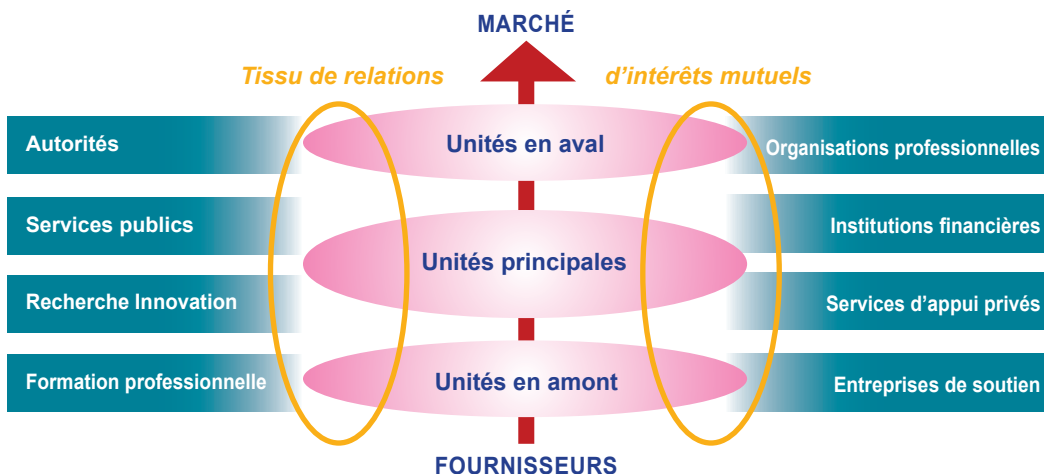 MARCHÉ
Tissu de relations
d'intérêts mutuels
Autorités
Unités en aval
Organisations professionnelles
Services publics
Institutions financières
Unités principales
Recherche Innovation
Services d'appui privés
Formation professionnelle
Unités en amont
Entreprises de soutien
FOURNISSEURS